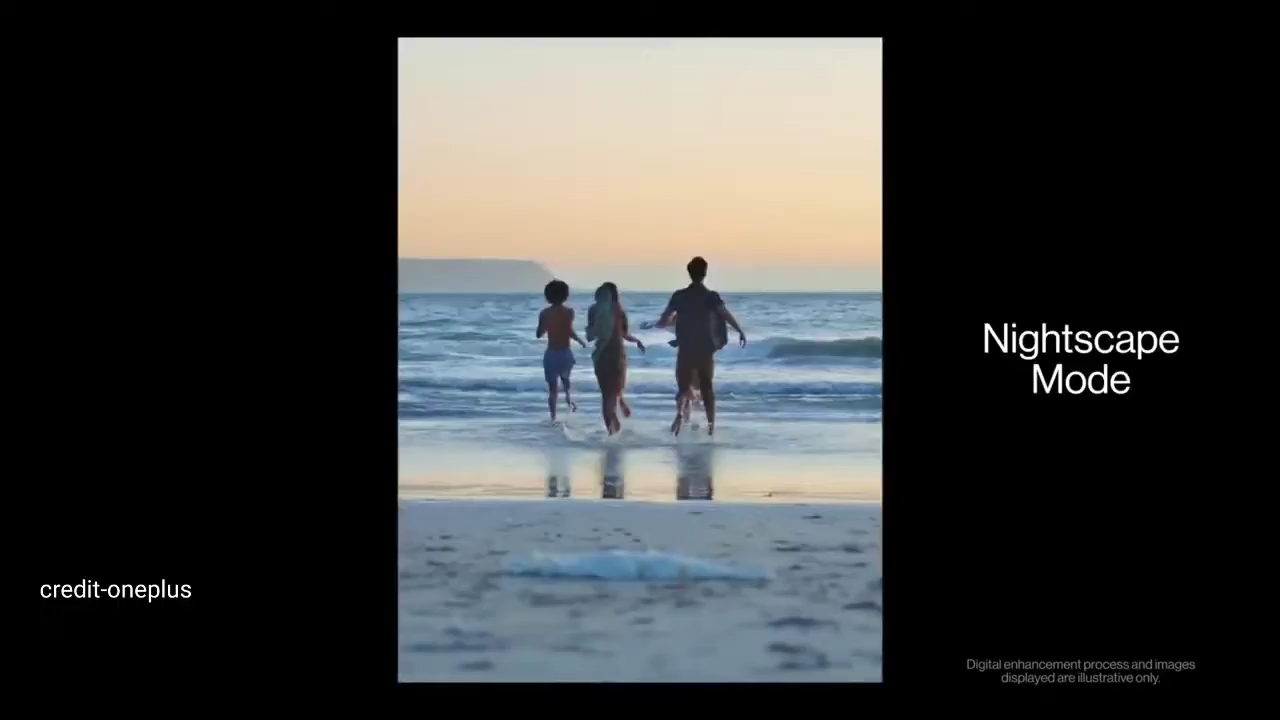 Nightscape
Mode
credit-oneplus
Digital enhancement process and images
displayed are illustrative only.